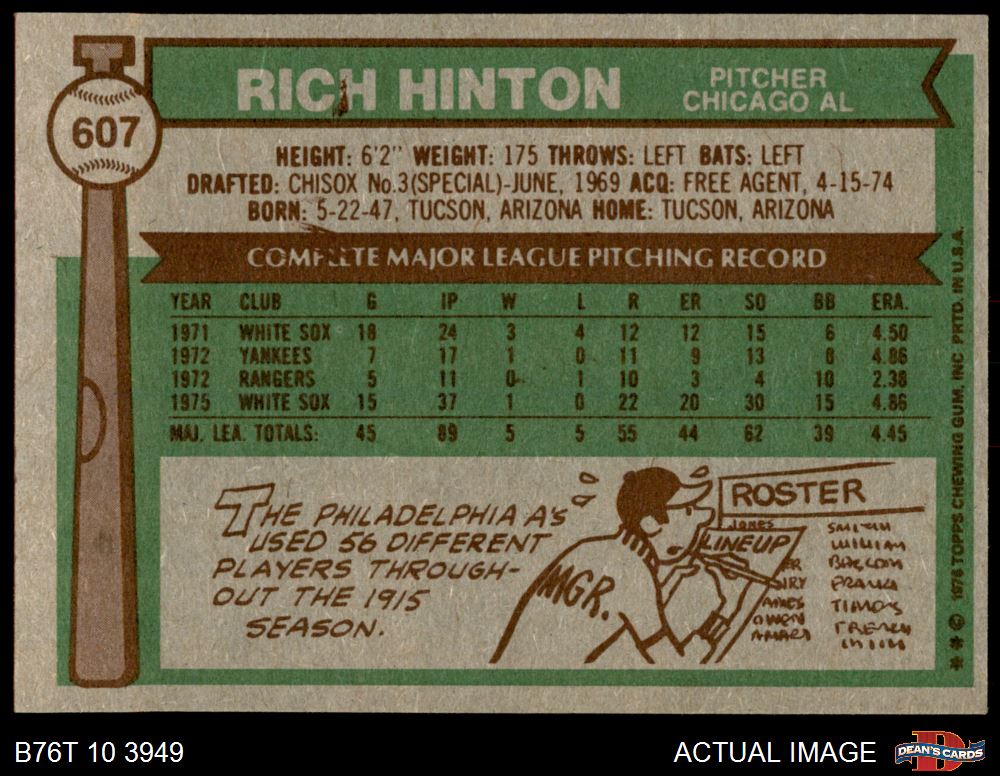 607
RICH HINTON
PITCHER
CHICAGO AL
HEIGHT: 6'2" WEIGHT: 175 THROWS: LEFT BATS: LEFT
DRAFTED: CHISOX No.3(SPECIAL)-JUNE, 1969 ACQ: FREE AGENT, 4-15-74
BORN: 5-22-47, TUCSON, ARIZONA HOME: TUCSON, ARIZONA
COMPLETE MAJOR LEAGUE PITCHING RECORD
YEAR CLUB G IP W L R ER SO BB ERA.
1971 WHITE SOX 18 24 3 4 12 12 15 6 4.50
1972 YANKEES 7 17 1 0 11 9 13 8 4.86
1972 RANGERS 5 11 0 1 10 3 4 10 2.38
1975 WHITE SOX 15 37 1 0 22 20 30 15 4.86
MAJ. LEA. TOTALS: 45 89 5 5 55 44 62 39 4.45
THE PHILADELPHIA A'S
USED 56 DIFFERENT
PLAYERS THROUGH-
OUT THE 1915
SEASON.
MGR.
ROSTER
JONES
LINEUP
SMITH
TIMOS
OWEN
FRENCH
✶✶ © 1976 TOPPS CHEWING GUM, INC PRTD. IN U.S.A.
B76T 10 3949
ACTUAL IMAGE
DEAN'S CARDS